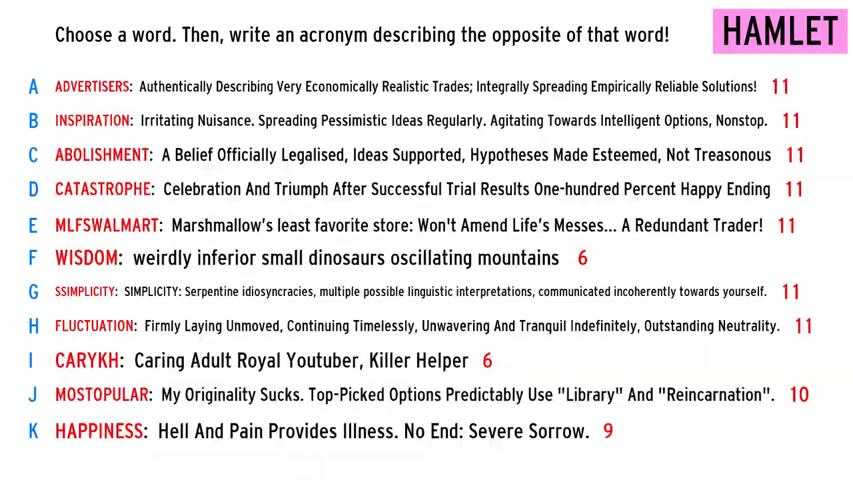 Choose a word. Then, write an acronym describing the opposite of that word!
HAMLET
A ADVERTISERS: Authentically Describing Very Economically Realistic Trades; Integrally Spreading Empirically Reliable Solutions! 11
B INSPIRATION: Irritating Nuisance. Spreading Pessimistic Ideas Regularly. Agitating Towards Intelligent Options, Nonstop. 11
C ABOLISHMENT: A Belief Officially Legalised, Ideas Supported, Hypotheses Made Esteemed, Not Treasonous 11
D CATASTROPHE: Celebration And Triumph After Successful Trial Results One-hundred Percent Happy Ending 11
E MLFSWALMART: Marshmallow's least favorite store: Won't Amend Life's Messes... A Redundant Trader! 11
F WISDOM: weirdly inferior small dinosaurs oscillating mountains 6
G SSIMPLICITY: SIMPLICITY: Serpentine idiosyncracies, multiple possible linguistic interpretations, communicated incoherently towards yourself. 11
H FLUCTUATION: Firmly Laying Unmoved, Continuing Timelessly, Unwavering And Tranquil Indefinitely, Outstanding Neutrality. 11
I CARYKH: Caring Adult Royal Youtuber, Killer Helper 6
J MOSTOPULAR: My Originality Sucks. Top-Picked Options Predictably Use "Library" And "Reincarnation". 10
K HAPPINESS: Hell And Pain Provides Illness. No End: Severe Sorrow. 9